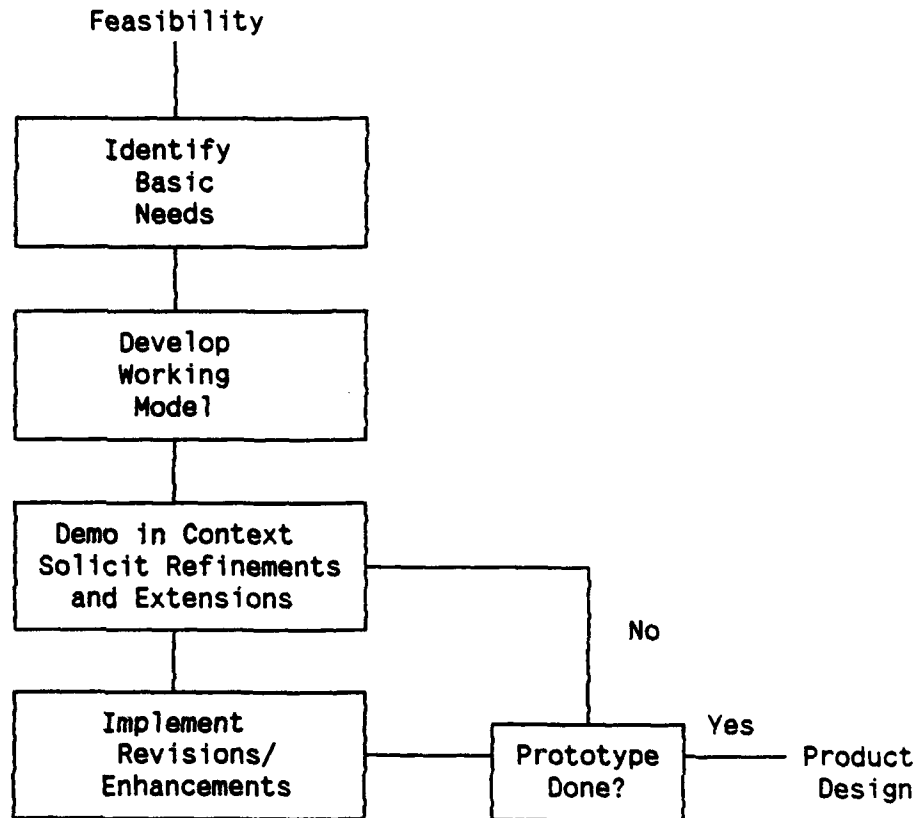 Feasibility
Identify
Basic
Needs
Develop
Working
Model
Demo in Context
Solicit Refinements
and Extensions
No
Implement
Revisions/
Enhancements
Prototype
Done?
Yes
Product
Design